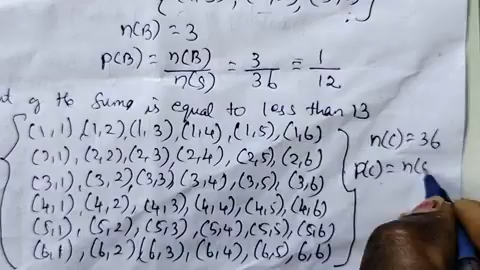 n(B) = 3
P(B) = n(B)/n(S) = 3/36 = 1/12
of the sum is equal to less than 13
{(1,1),(1,2),(1,3),(1,4),(1,5),(1,6)
(2,1),(2,2),(2,3),(2,4),(2,5),(2,6)
(3,1),(3,2)(3,3)(3,4),(3,5),(3,6)
(4,1),(4,2),(4,3),(4,4),(4,5),(4,6)
(5,1),(5,2),(5,3),(5,4),(5,5),(5,6)
(6,1),(6,2)(6,3),(6,4),(6,5),(6,6)}
n(C) = 36
P(C) = n(